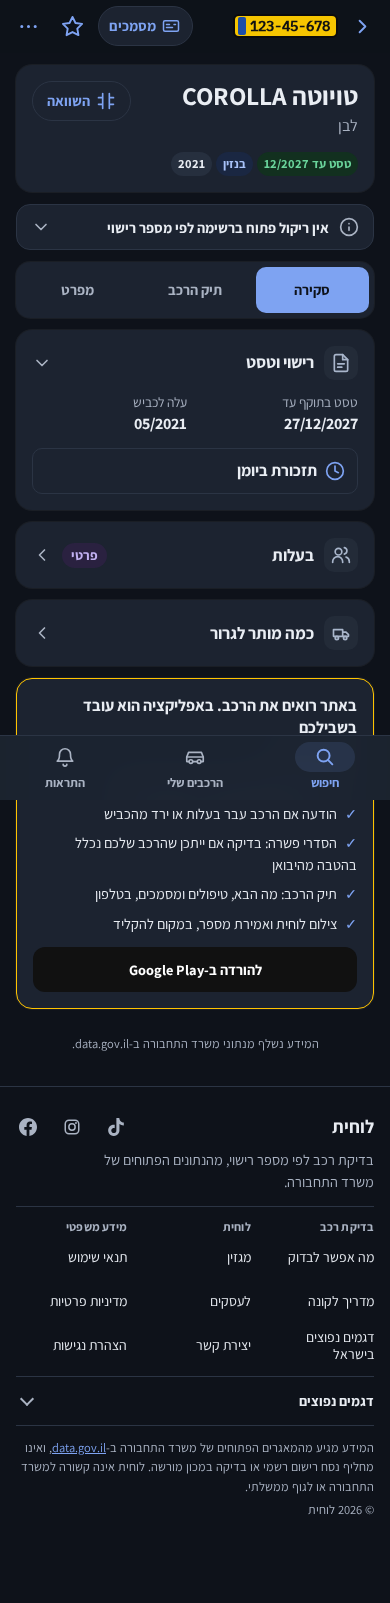 123-45-678
מסמכים
טויוטה COROLLA
השוואה
לבן
טסט עד 12/2027
בנזין
2021
אין ריקול פתוח ברשימה לפי מספר רישוי
סקירה
תיק הרכב
מפרט
רישוי וטסט
טסט בתוקף עד
עלה לכביש
27/12/2027
05/2021
תזכורת ביומן
בעלות
פרטי
כמה מותר לגרור
באתר רואים את הרכב. באפליקציה הוא עובד
בשבילכם
חיפוש
הרכבים שלי
התראות
✓ הודעה אם הרכב עבר בעלות או ירד מהכביש
✓ הסדרי פשרה: בדיקה אם ייתכן שהרכב שלכם נכלל
בהטבה מהיבואן
✓ תיק הרכב: מה הבא, טיפולים ומסמכים, בטלפון
✓ צילום לוחית ואמירת מספר, במקום להקליד
להורדה ב-Google Play
המידע נשלף מנתוני משרד התחבורה ב-data.gov.il.
לוחית
בדיקת רכב לפי מספר רישוי, מהנתונים הפתוחים של
משרד התחבורה.
בדיקת רכב
לוחית
מידע משפטי
מה אפשר לבדוק
מגזין
תנאי שימוש
מדריך לקונה
לעסקים
מדיניות פרטיות
דגמים נפוצים
בישראל
יצירת קשר
הצהרת נגישות
דגמים נפוצים
המידע מגיע מהמאגרים הפתוחים של משרד התחבורה ב-data.gov.il, ואינו
מחליף נסח רישום רשמי או בדיקה במכון מורשה. לוחית אינה קשורה למשרד
התחבורה או לגוף ממשלתי.
© 2026 לוחית